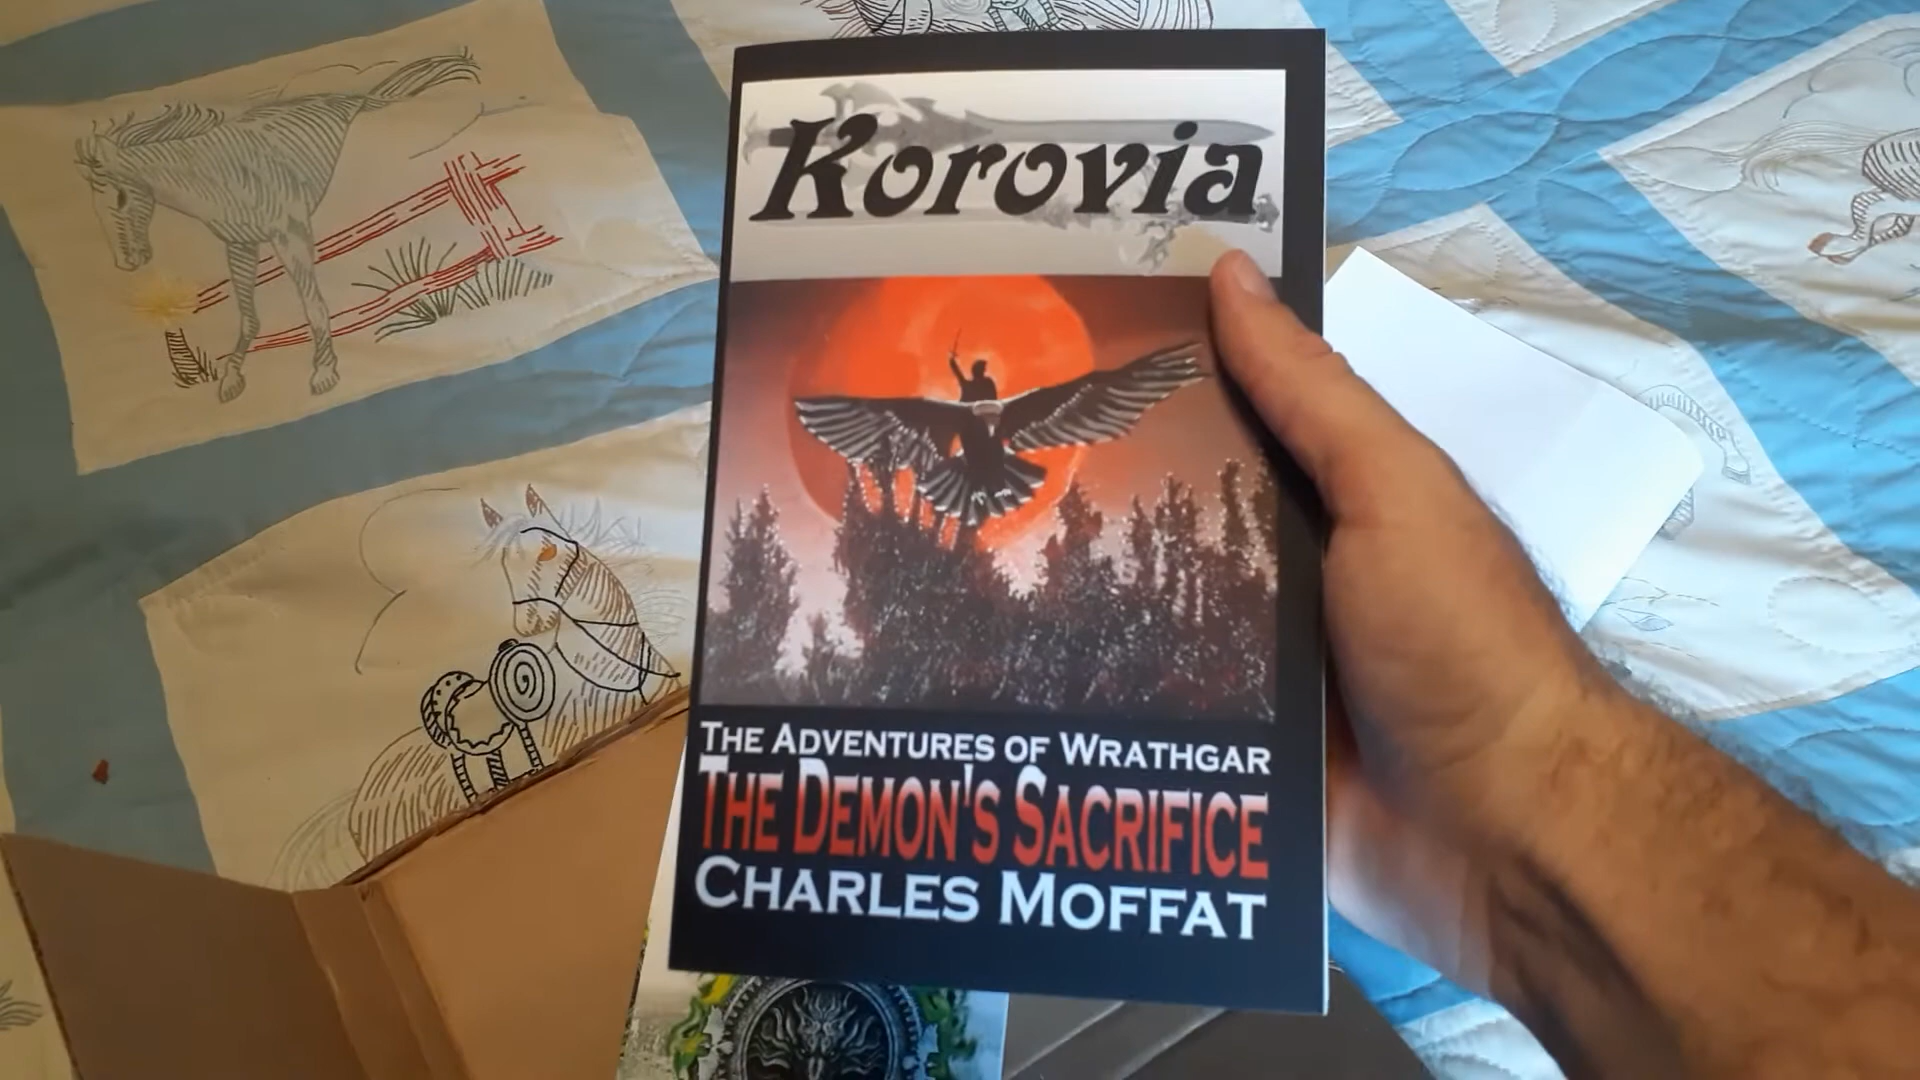 Korovia
THE ADVENTURES OF WRATHGAR
THE DEMON'S SACRIFICE
CHARLES MOFFAT